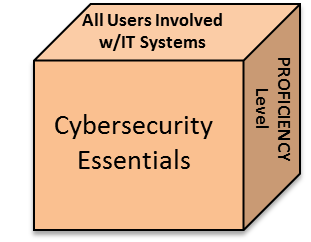 All Users Involved
w/IT Systems
Cybersecurity
Essentials
PROFICIENCY
Level